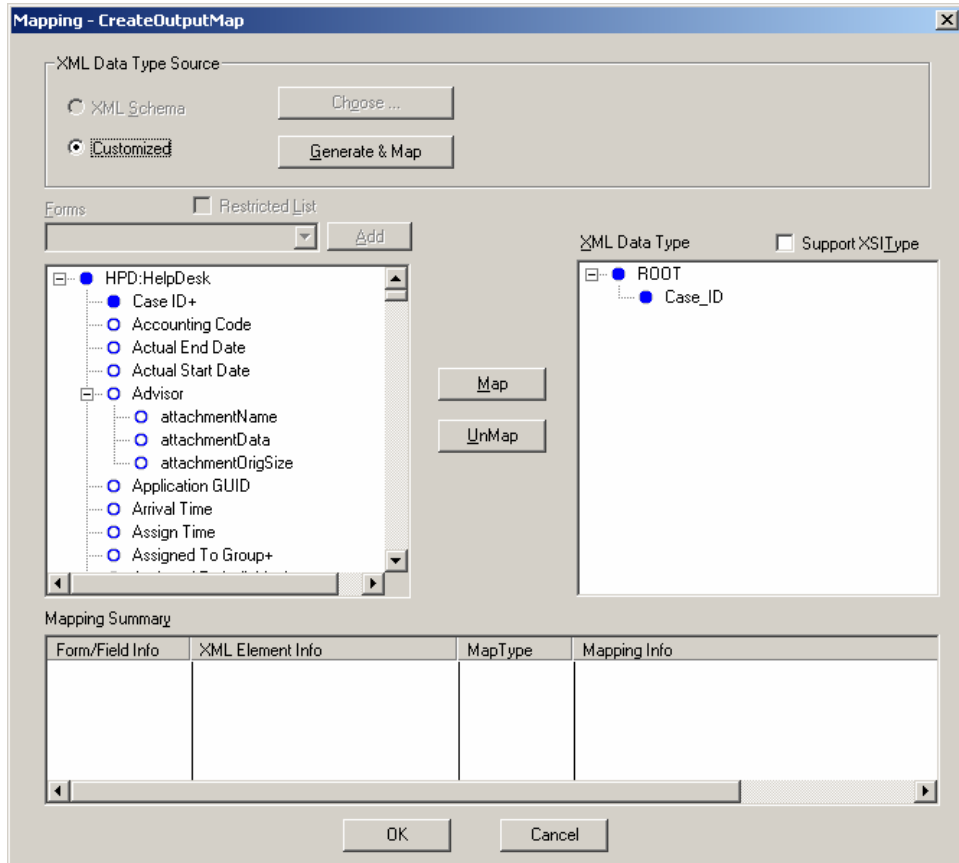 Mapping - CreateOutputMap
XML Data Type Source
XML Schema
Choose ...
Customized
Generate & Map
Forms
Restricted List
Add
HPD:HelpDesk
Case ID+
Accounting Code
Actual End Date
Actual Start Date
Advisor
attachmentName
attachmentData
attachmentOrigSize
Application GUID
Arrival Time
Assign Time
Assigned To Group+
Map
UnMap
XML Data Type
Support XSIType
ROOT
Case_ID
Mapping Summary
Form/Field Info
XML Element Info
MapType
Mapping Info
OK
Cancel